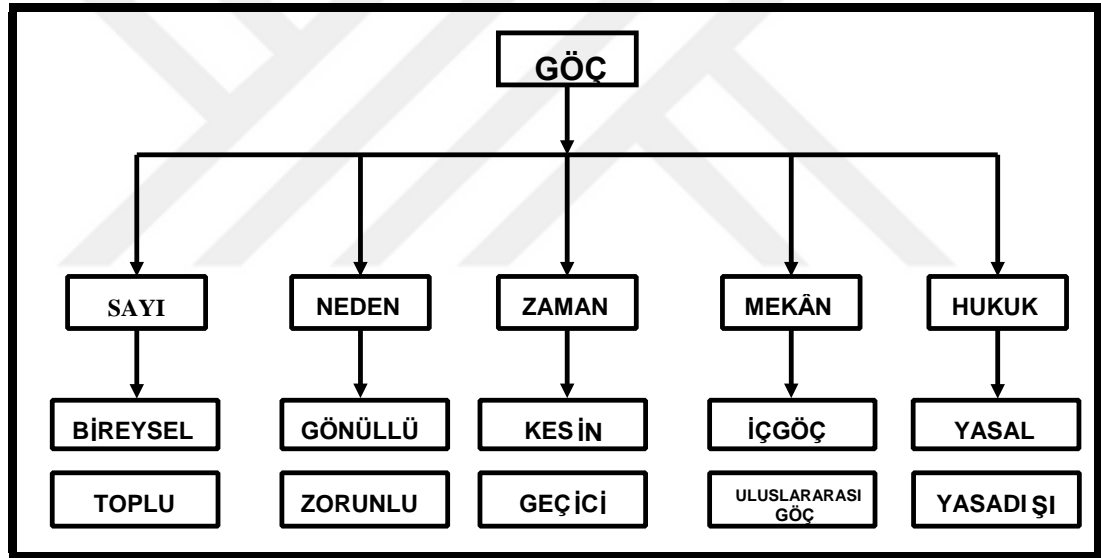 GÖÇ
SAYI
NEDEN
ZAMAN
MEKÂN
HUKUK
BİREYSEL
GÖNÜLLÜ
KESİN
İÇGÖÇ
YASAL
TOPLU
ZORUNLU
GEÇİCİ
ULUSLARARASI
GÖÇ
YASADIŞI